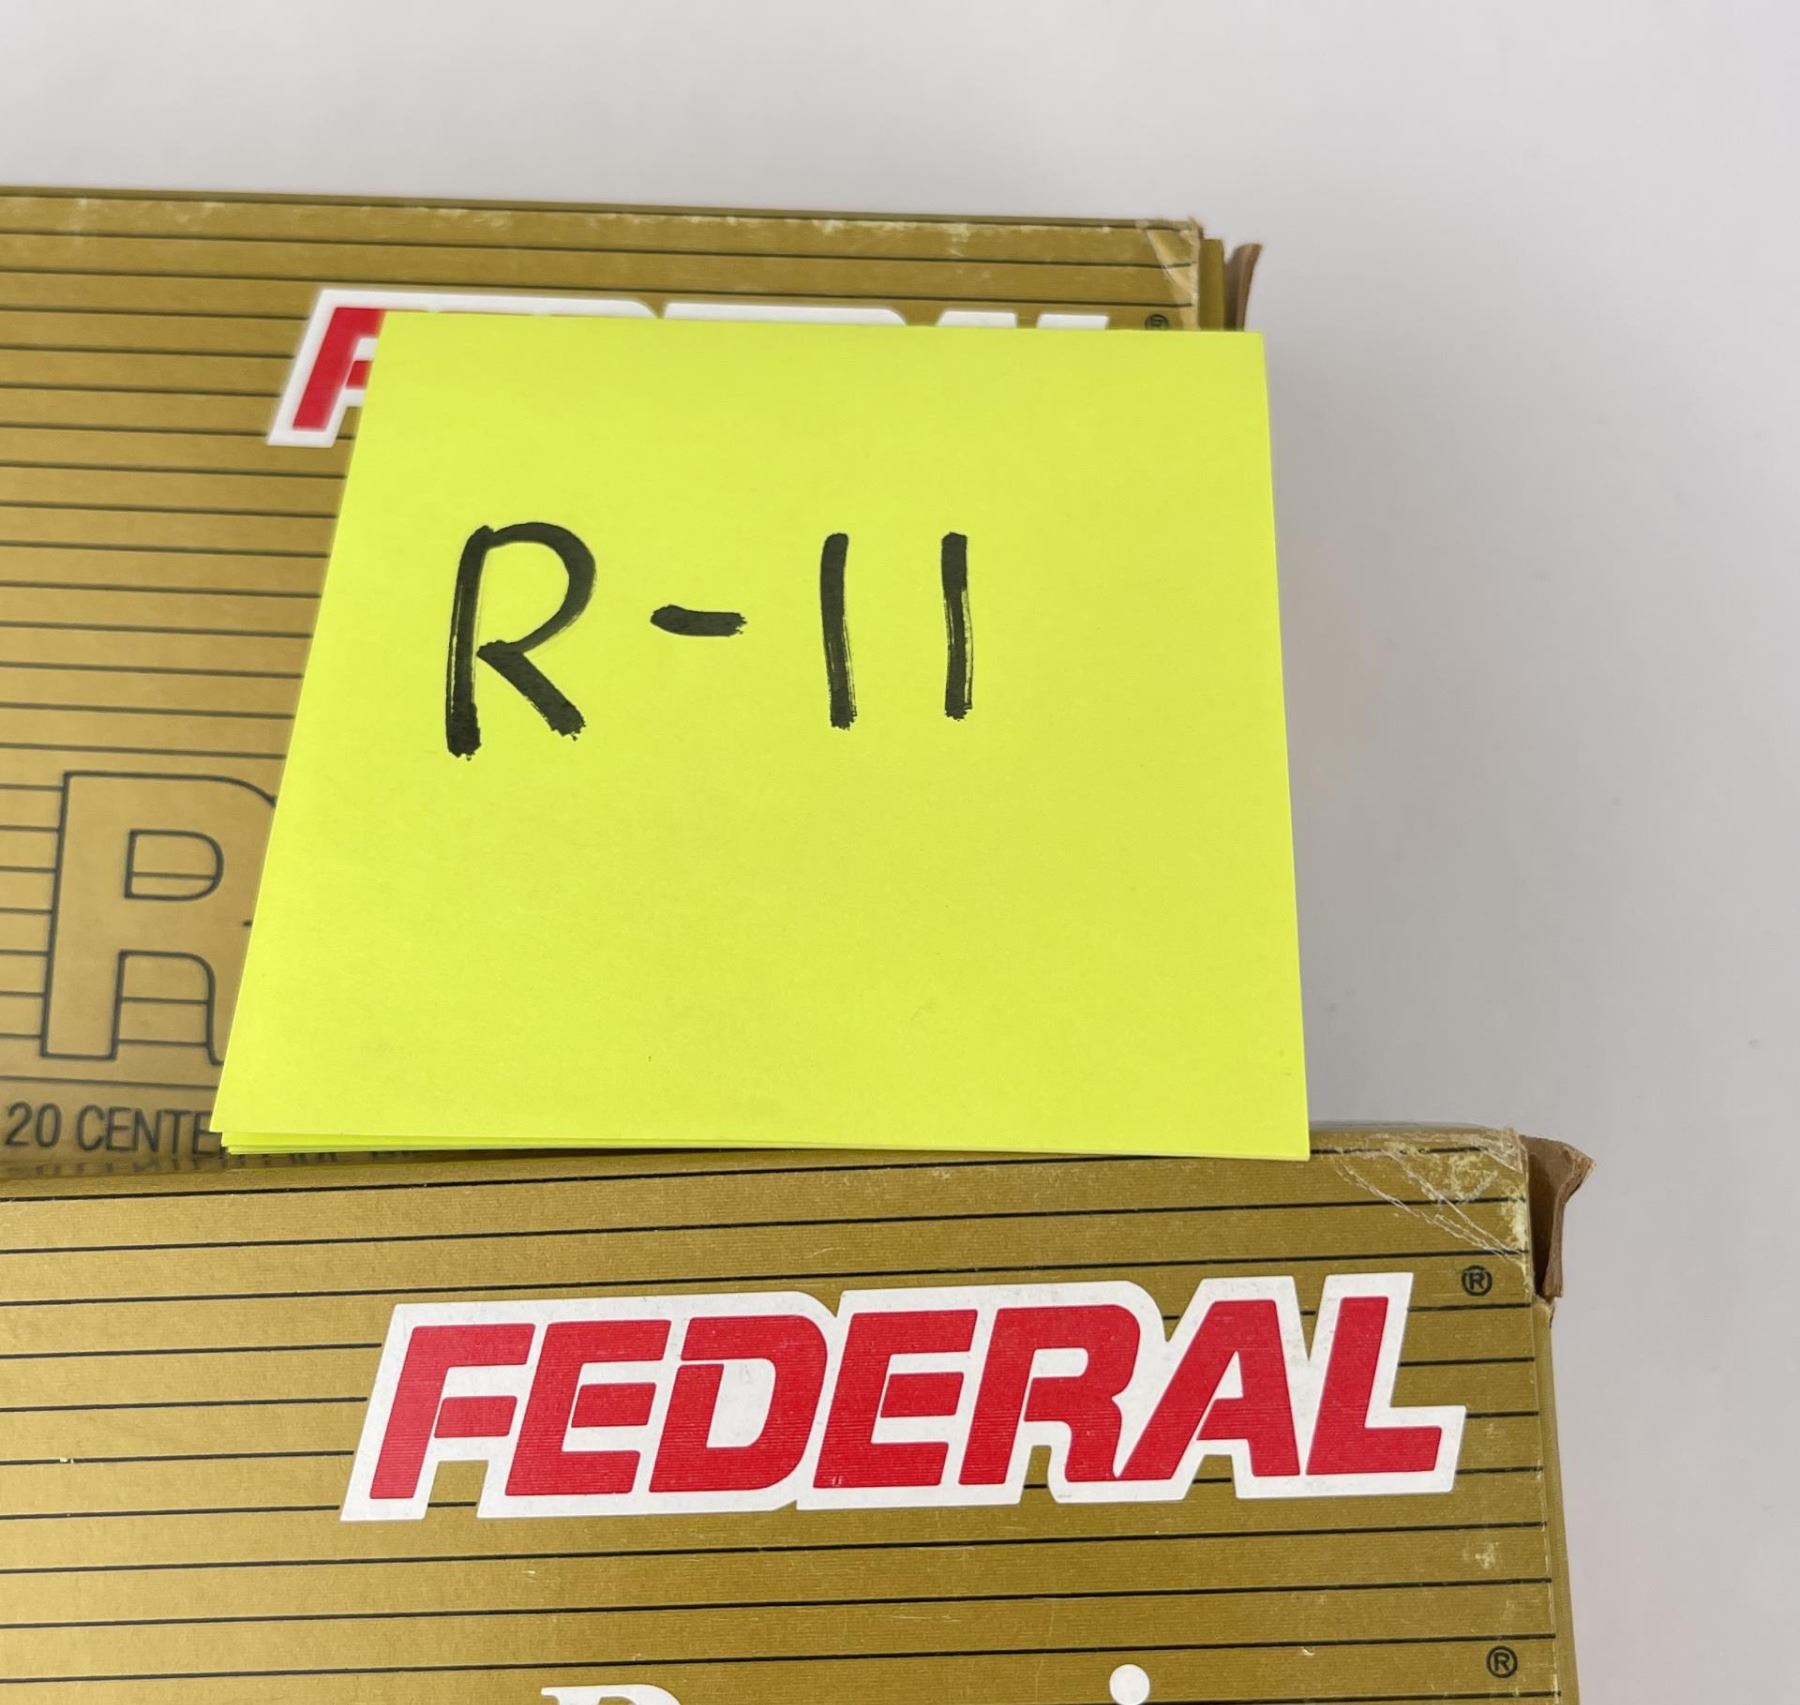 ®
R-11
R
20 CENTE
FEDERAL ®
®